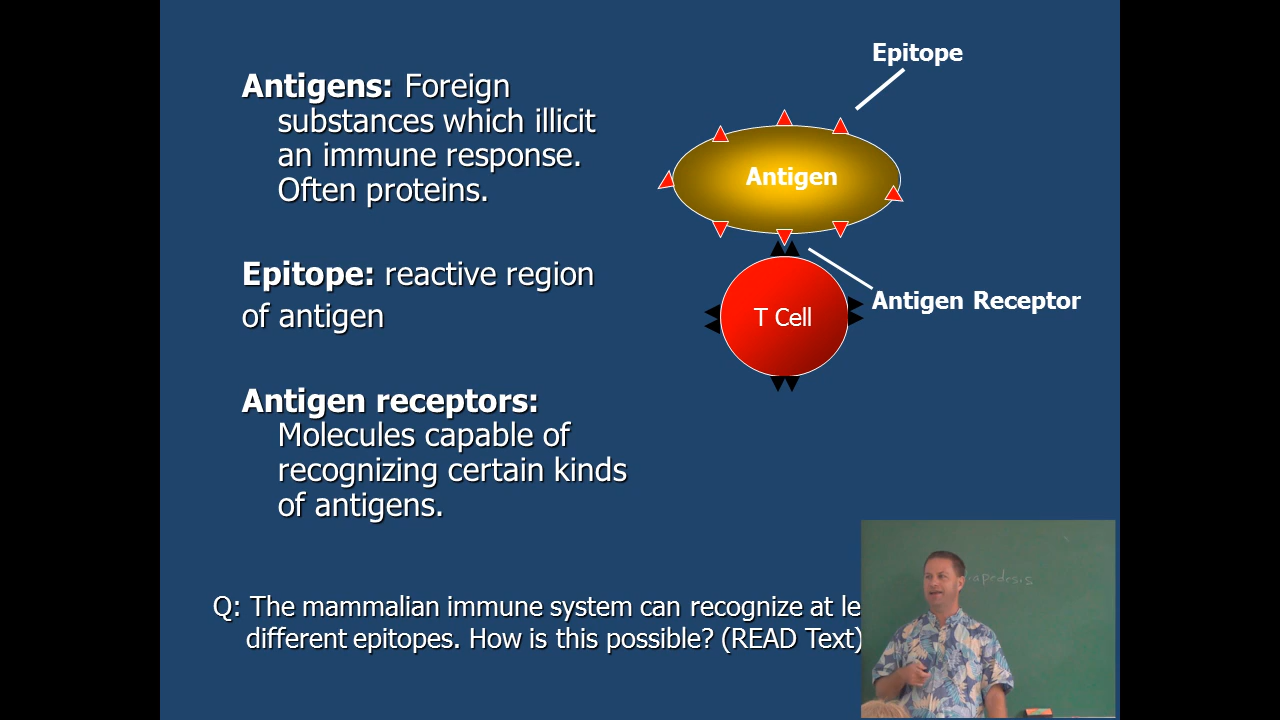 Antigens: Foreign
substances which illicit
an immune response.
Often proteins.
Epitope: reactive region
of antigen
Antigen receptors:
Molecules capable of
recognizing certain kinds
of antigens.
Epitope
Antigen
Antigen Receptor
T Cell
Q: The mammalian immune system can recognize at
different epitopes. How is this possible? (READ Text)